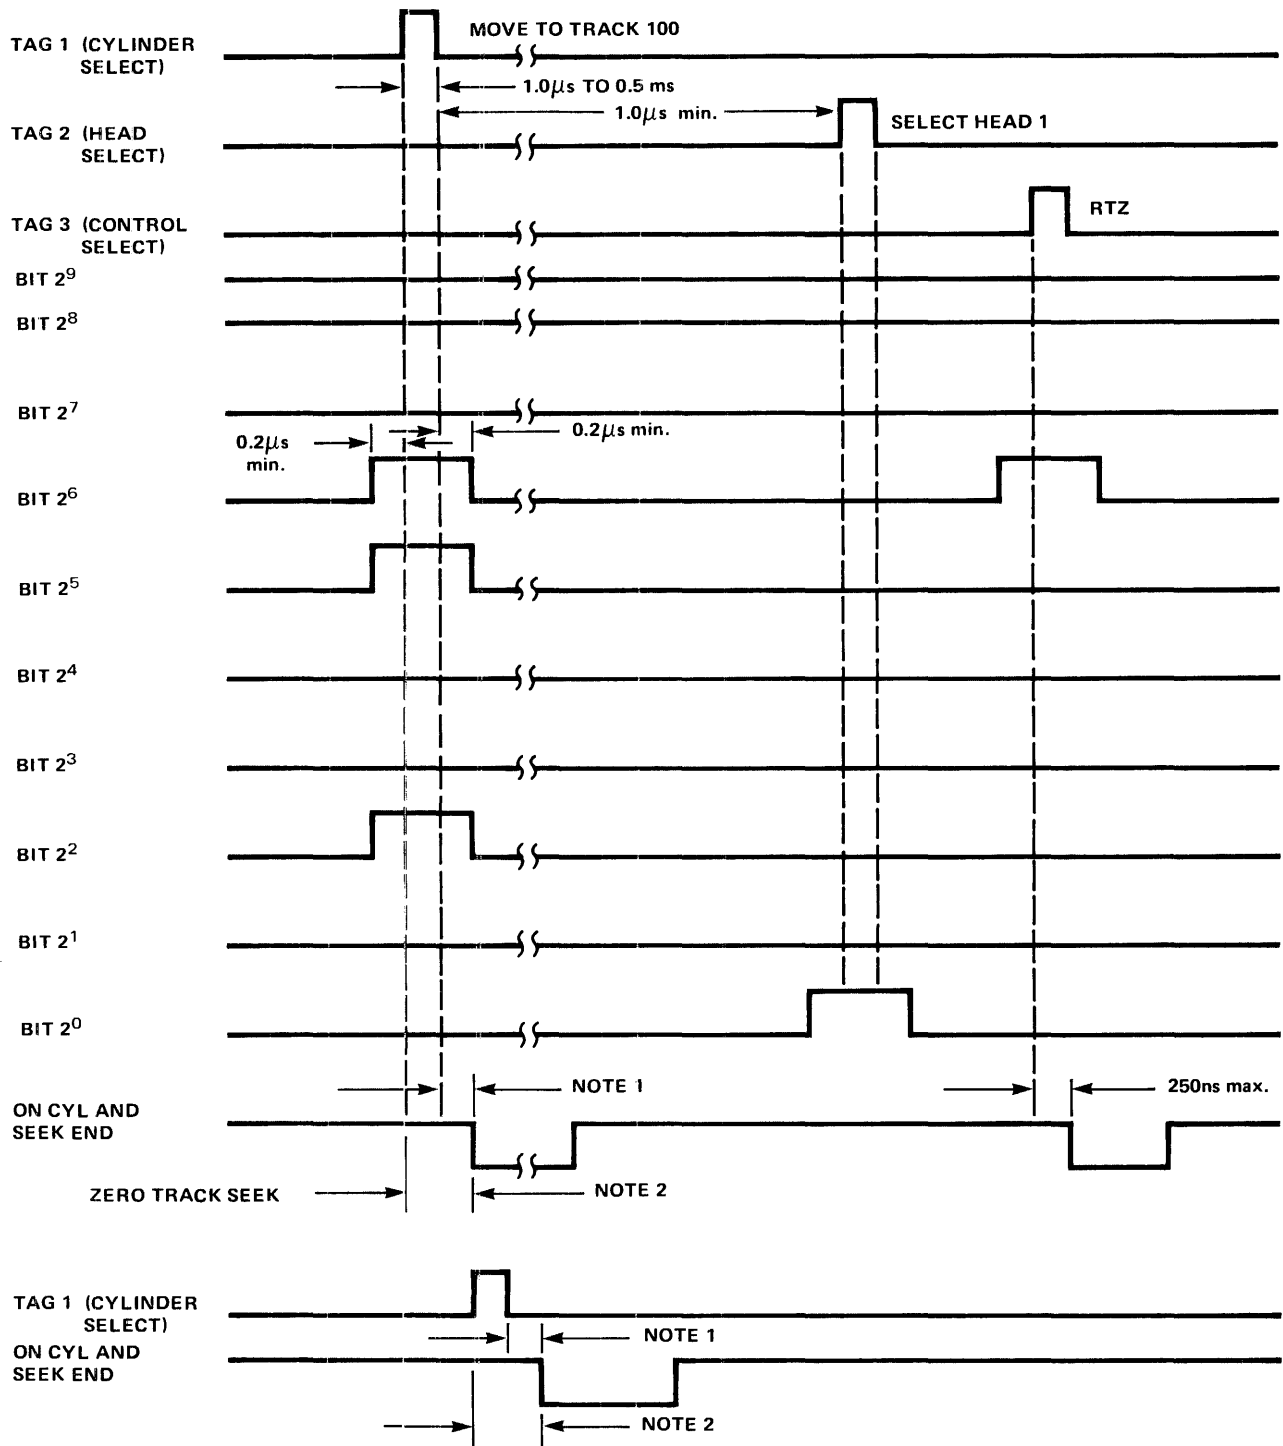 TAG 1 (CYLINDER
SELECT)
MOVE TO TRACK 100
1.0µs TO 0.5 ms
1.0µs min.
TAG 2 (HEAD
SELECT)
SELECT HEAD 1
TAG 3 (CONTROL
SELECT)
RTZ
BIT 2⁹
BIT 2⁸
BIT 2⁷
0.2µs
min.
0.2µs min.
BIT 2⁶
BIT 2⁵
BIT 2⁴
BIT 2³
BIT 2²
BIT 2¹
BIT 2⁰
NOTE 1
250ns max.
ON CYL AND
SEEK END
ZERO TRACK SEEK
NOTE 2
TAG 1 (CYLINDER
SELECT)
NOTE 1
ON CYL AND
SEEK END
NOTE 2